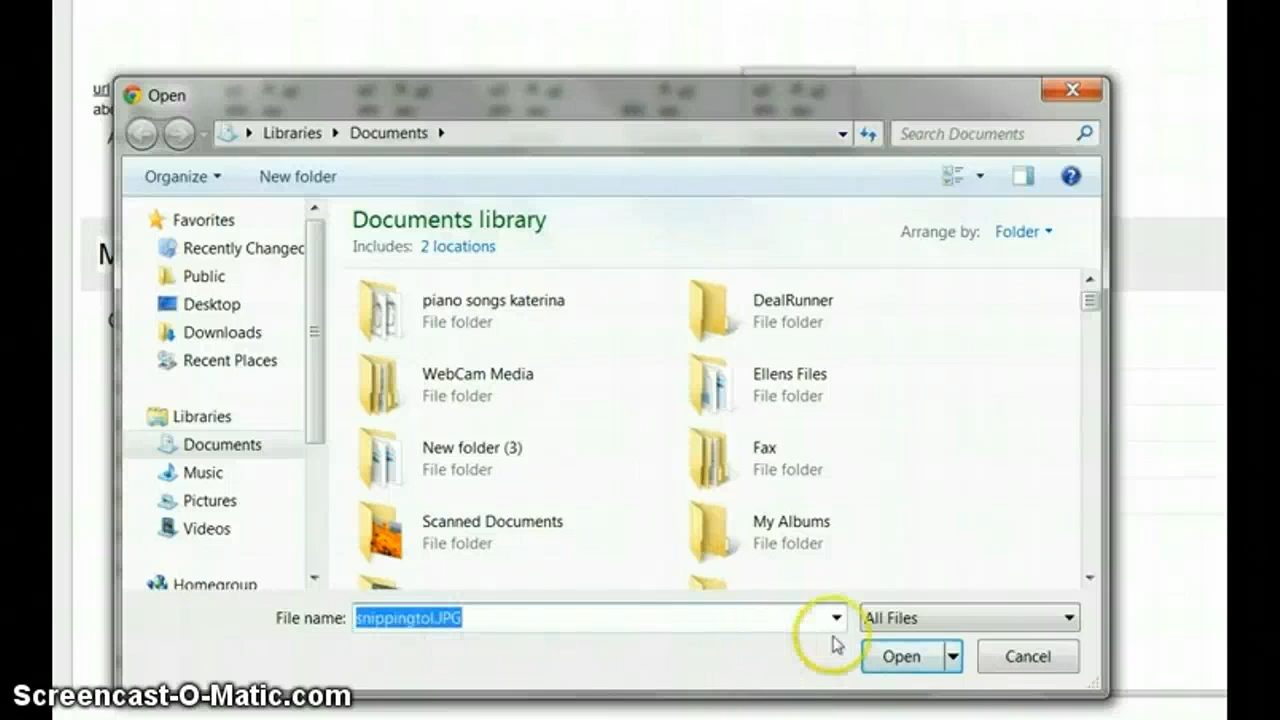 url
abo
Open
Libraries
Documents
Search Documents
Organize
New folder
Favorites
Recently Changed
Public
Desktop
Downloads
Recent Places
Libraries
Documents
Music
Pictures
Videos
Homegroup
Documents library
Includes: 2 locations
Arrange by: Folder
piano songs katerina
File folder
DealRunner
File folder
WebCam Media
File folder
Ellens Files
File folder
New folder (3)
File folder
Fax
File folder
Scanned Documents
File folder
My Albums
File folder
File name: snippingtol.JPG
All Files
Open
Cancel
Screencast-O-Matic.com